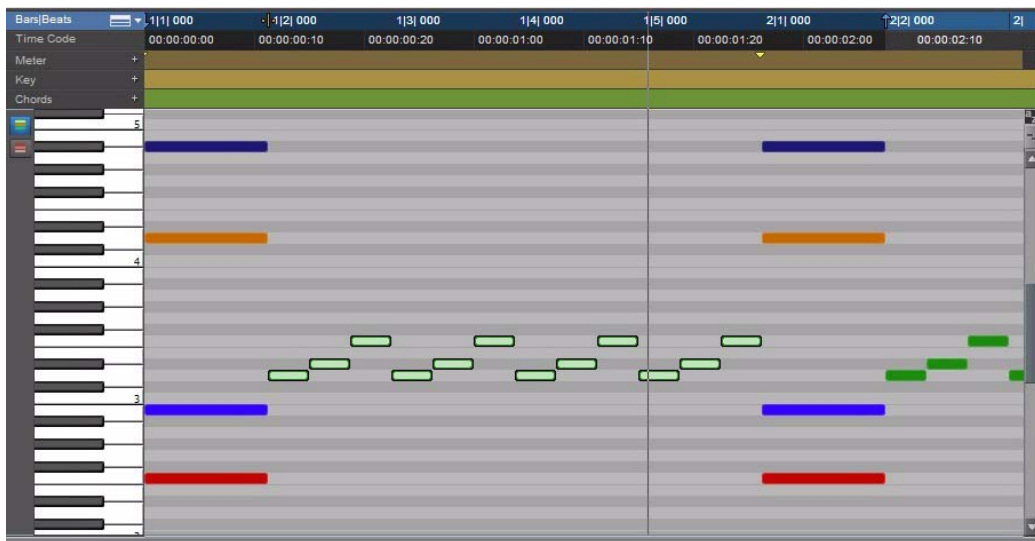 Bars|Beats 1|1| 000 1|2| 000 1|3| 000 1|4| 000 1|5| 000 2|1| 000 2|2| 000 2|
Time Code 00:00:00:00 00:00:00:10 00:00:00:20 00:00:01:00 00:00:01:10 00:00:01:20 00:00:02:00 00:00:02:10
Meter +
Key +
Chords +
5
4
3